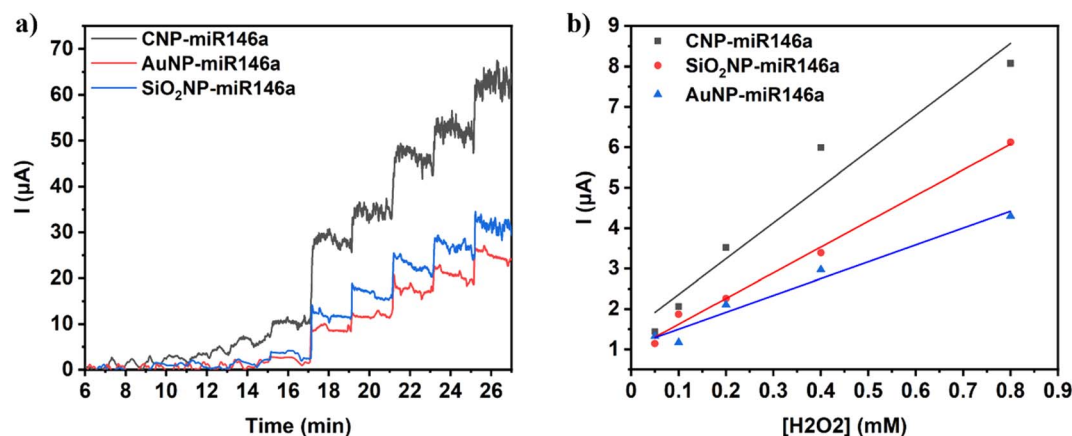 a)
CNP-miR146a
AuNP-miR146a
SiO₂NP-miR146a
I (µA)
70
60
50
40
30
20
10
0
6 8 10 12 14 16 18 20 22 24 26
Time (min)
b)
CNP-miR146a
SiO₂NP-miR146a
AuNP-miR146a
I (µA)
9
8
7
6
5
4
3
2
1
0 0.1 0.2 0.3 0.4 0.5 0.6 0.7 0.8 0.9
[H2O2] (mM)